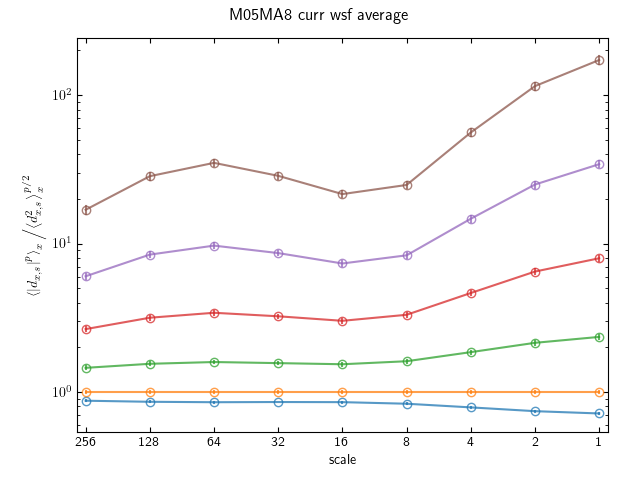 M05MA8 curr wsf average
⟨|d_{x,s}|^p⟩_x / ⟨d²_{x,s}⟩_x^{p/2}
10²
10¹
10⁰
256 128 64 32 16 8 4 2 1
scale